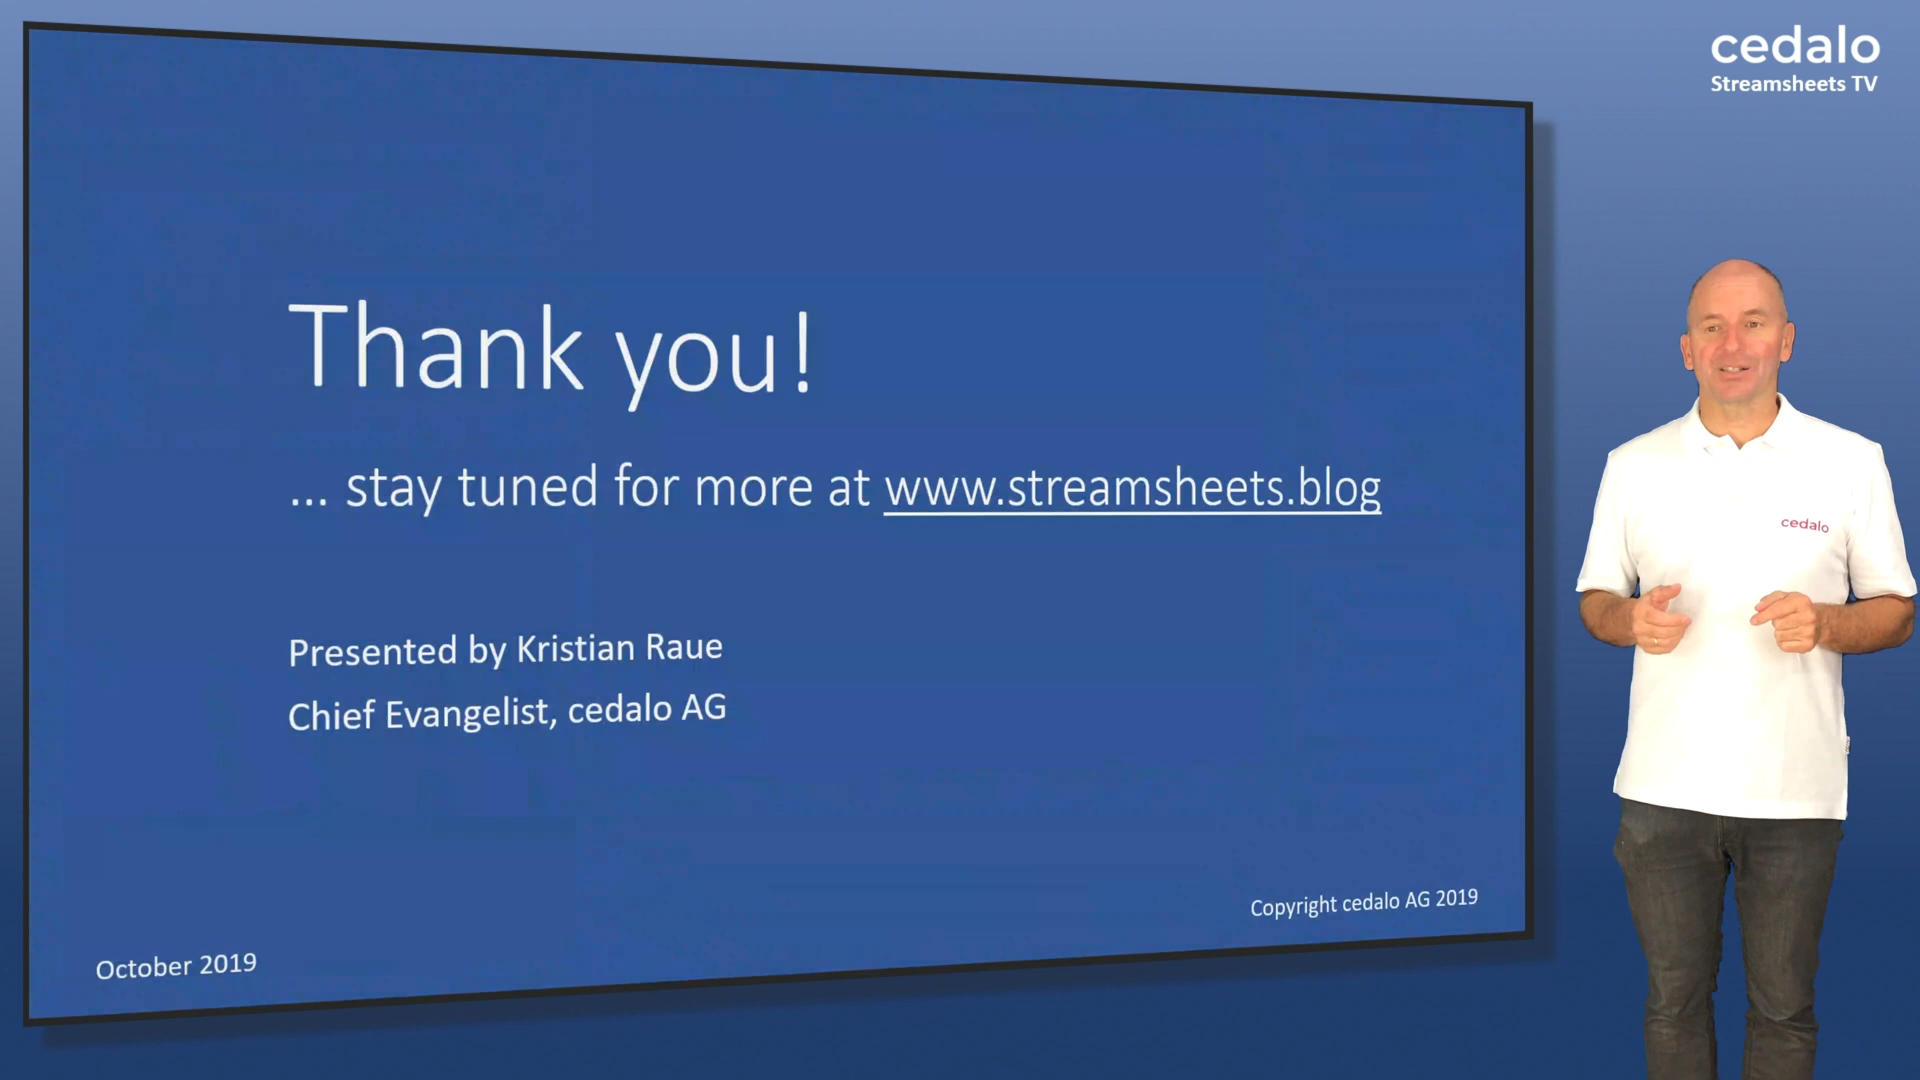 cedalo
Streamsheets TV
Thank you!
... stay tuned for more at www.streamsheets.blog
cedalo
Presented by Kristian Raue
Chief Evangelist, cedalo AG
Copyright cedalo AG 2019
October 2019